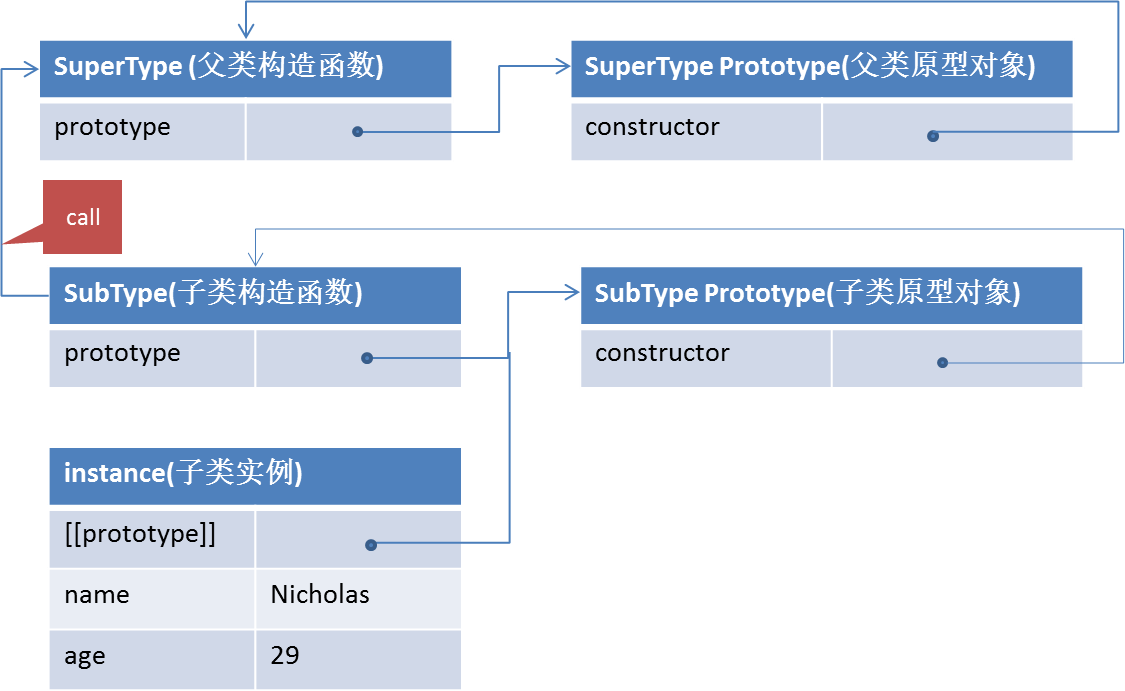 SuperType (父类构造函数)
SuperType Prototype(父类原型对象)
prototype
constructor
call
SubType(子类构造函数)
SubType Prototype(子类原型对象)
prototype
constructor
instance(子类实例)
[[prototype]]
name Nicholas
age 29